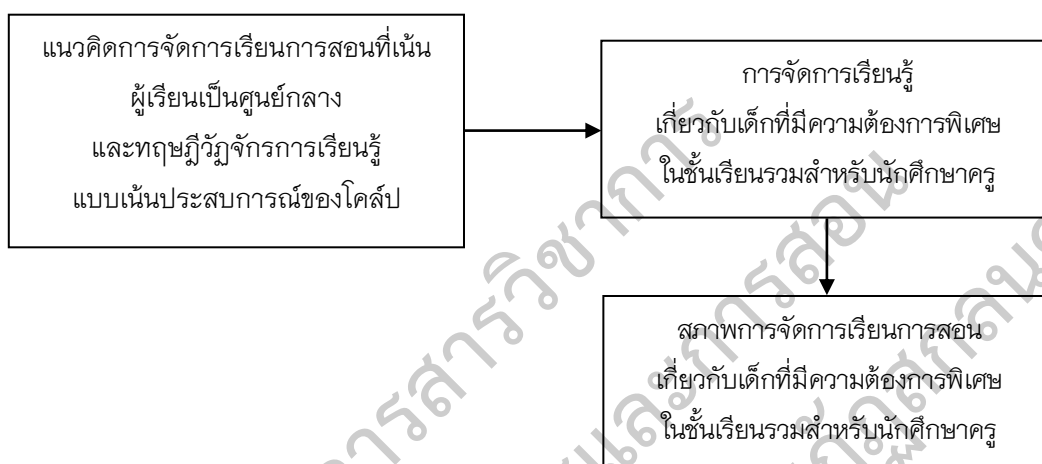 แนวคิดการจัดการเรียนการสอนที่เน้น
ผู้เรียนเป็นศูนย์กลาง
และทฤษฎีวัฏจักรการเรียนรู้
แบบเน้นประสบการณ์ของโคล์ป
การจัดการเรียนรู้
เกี่ยวกับเด็กที่มีความต้องการพิเศษ
ในชั้นเรียนรวมสำหรับนักศึกษาครู
สภาพการจัดการเรียนการสอน
เกี่ยวกับเด็กที่มีความต้องการพิเศษ
ในชั้นเรียนรวมสำหรับนักศึกษาครู